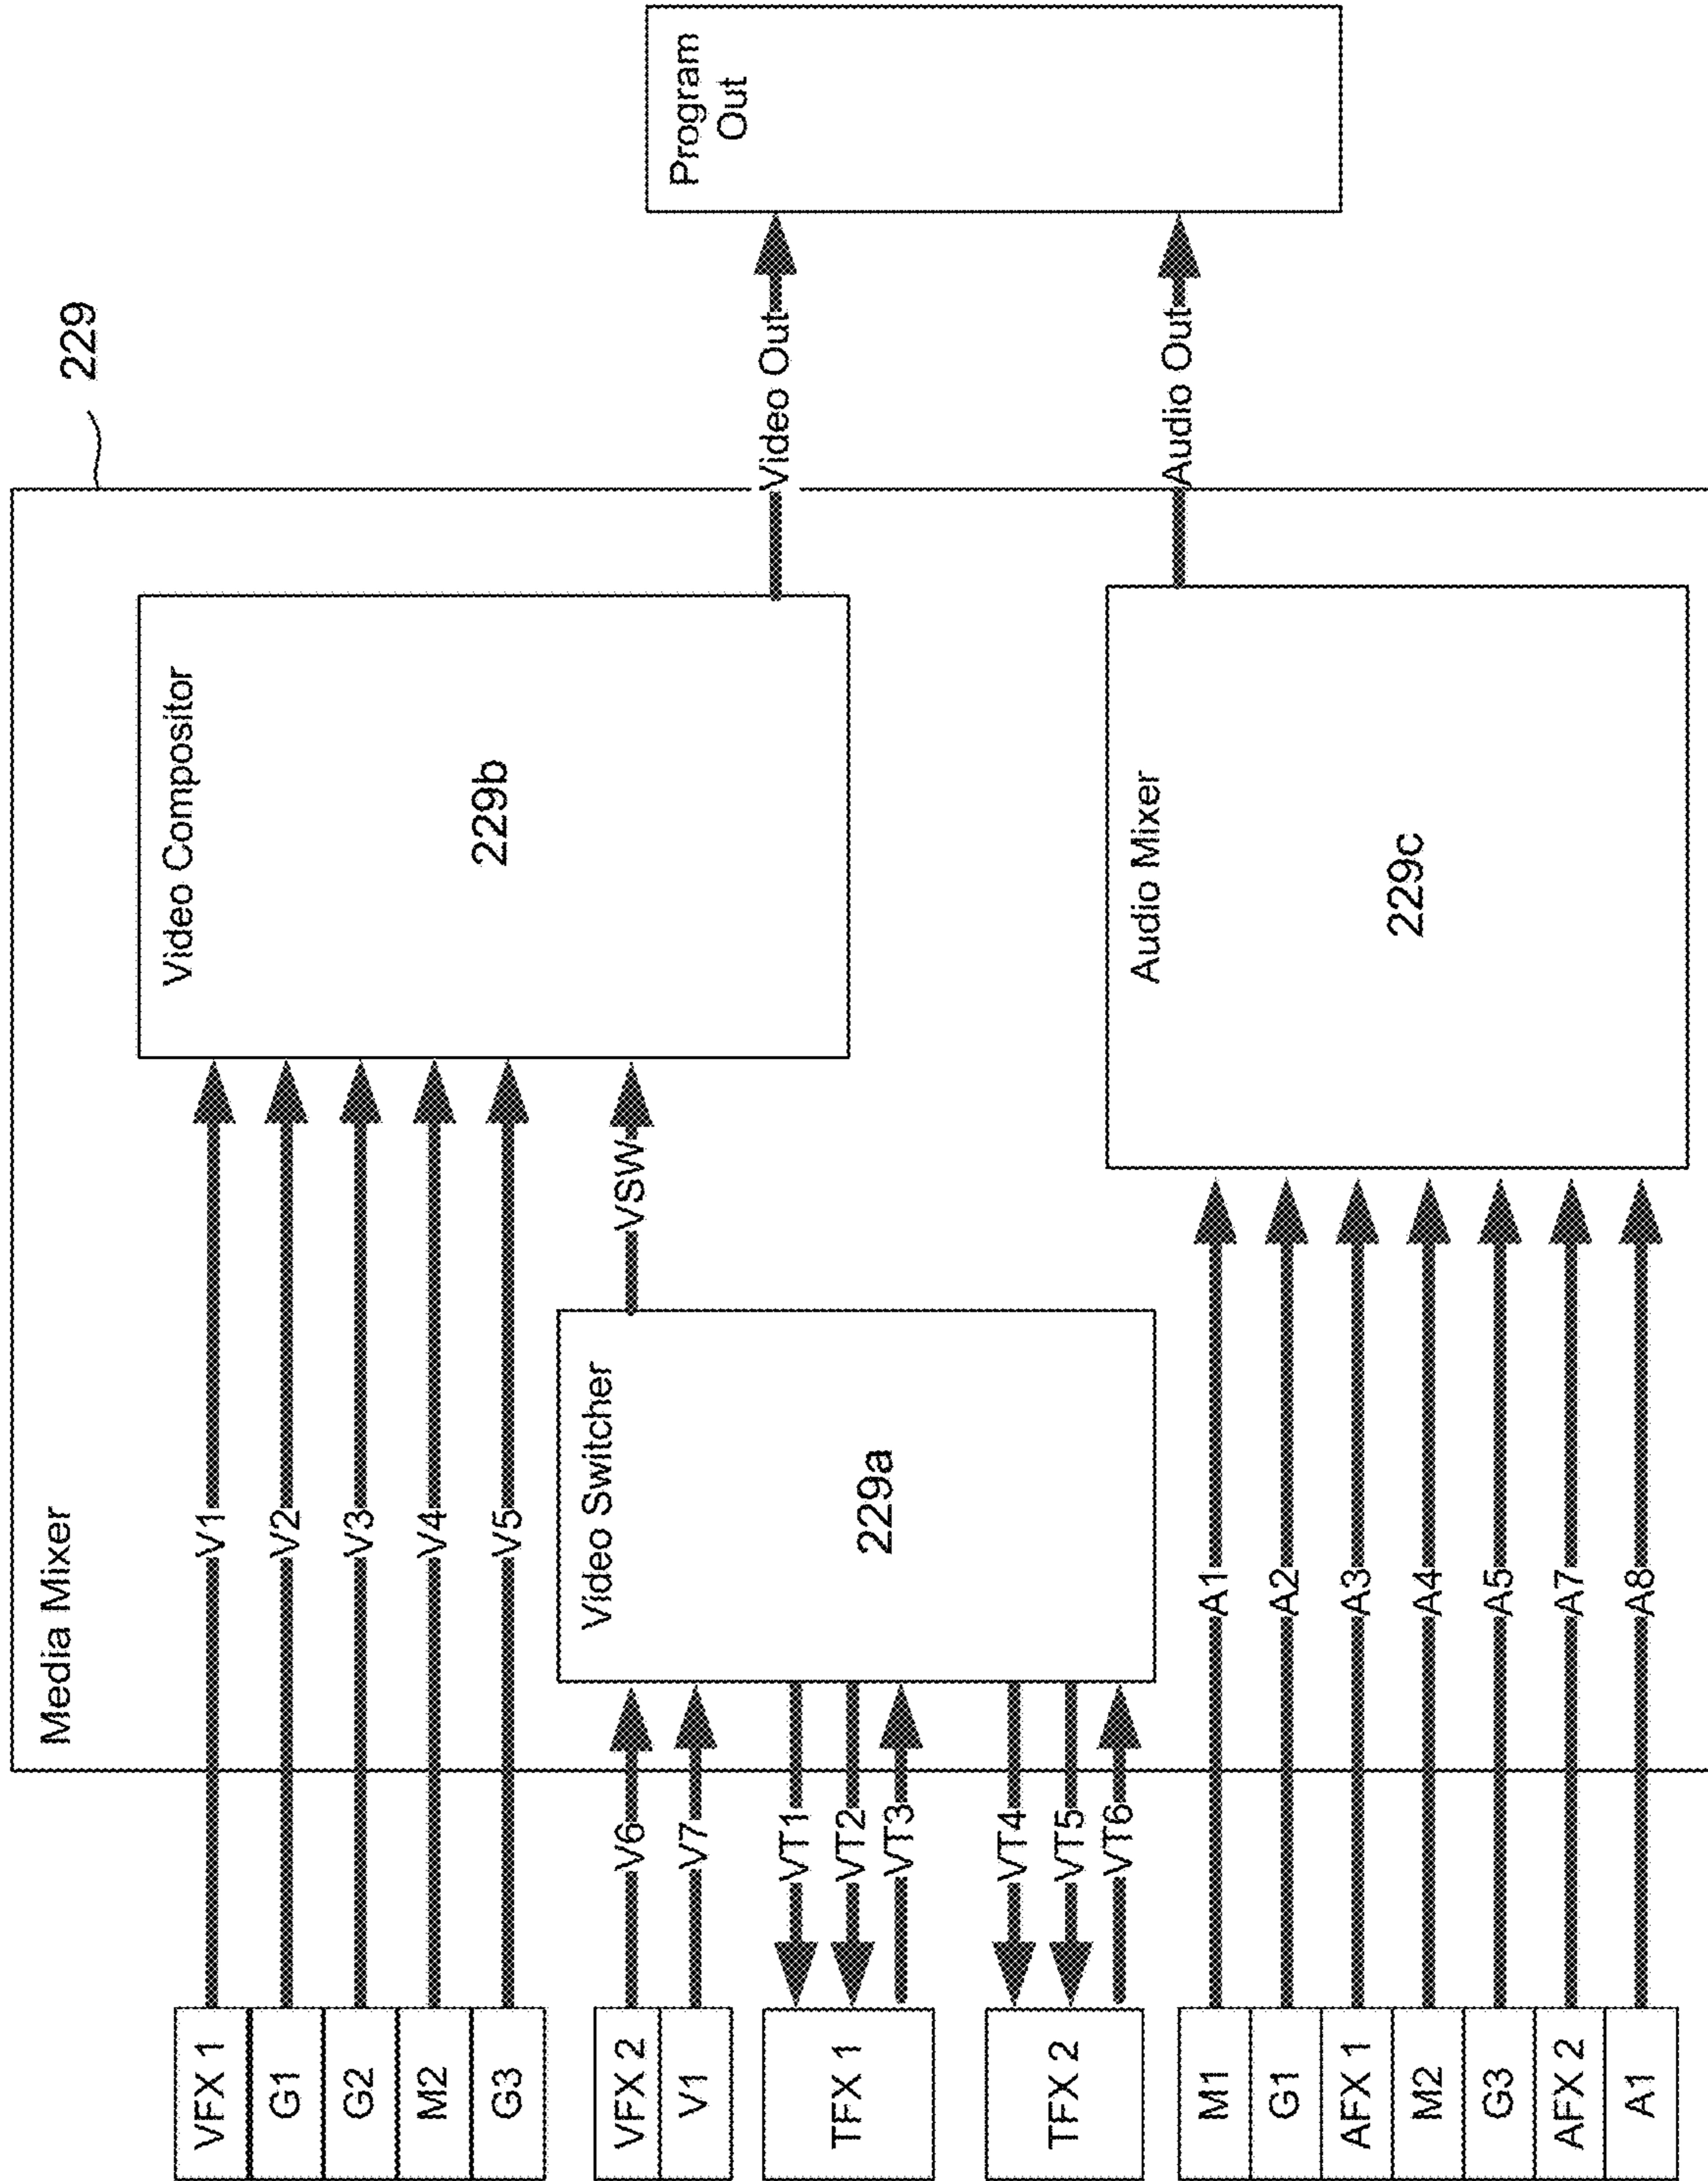 Media Mixer
229
VFX 1
G1
G2
M2
G3
V1
V2
V3
V4
V5
Video Compositor
229b
VFX 2
V1
V6
V7
TFX 1
VT1
VT2
VT3
TFX 2
VT4
VT5
VT6
Video Switcher
229a
VSW
M1
G1
AFX 1
M2
G3
AFX 2
A1
A1
A2
A3
A4
A5
A7
A8
Audio Mixer
229c
Video Out
Audio Out
Program
Out